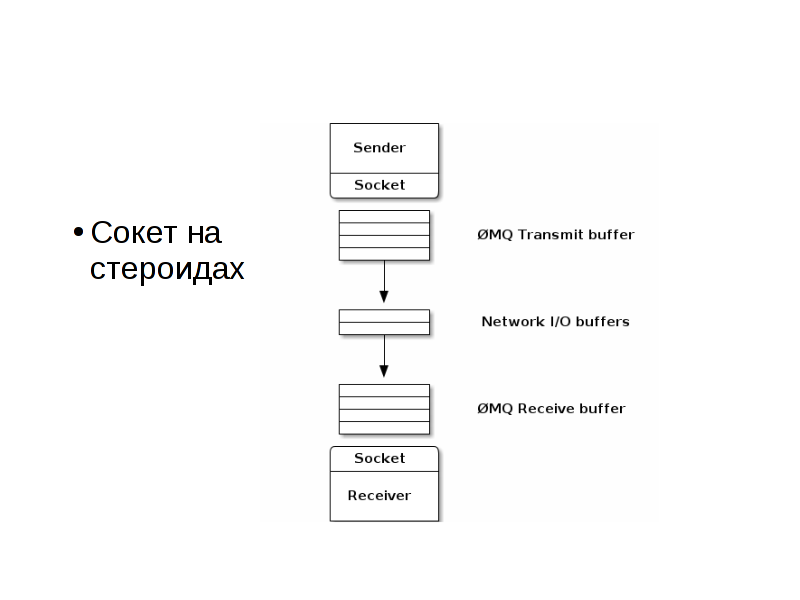 • Сокет на
стероидах
Sender
Socket
ØMQ Transmit buffer
Network I/O buffers
ØMQ Receive buffer
Socket
Receiver